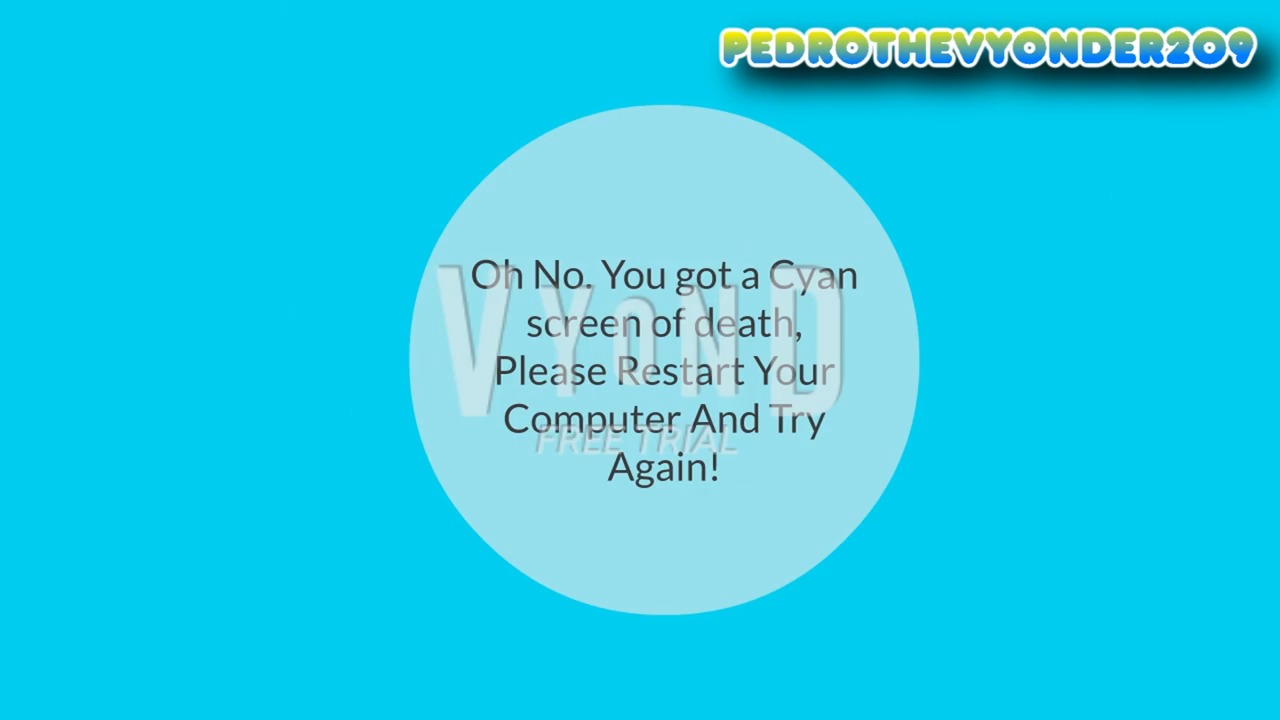 PEDROTHEVYONDER209
Oh No. You got a Cyan
screen of death,
Please Restart Your
Computer And Try
Again!
VYOND
FREE TRIAL